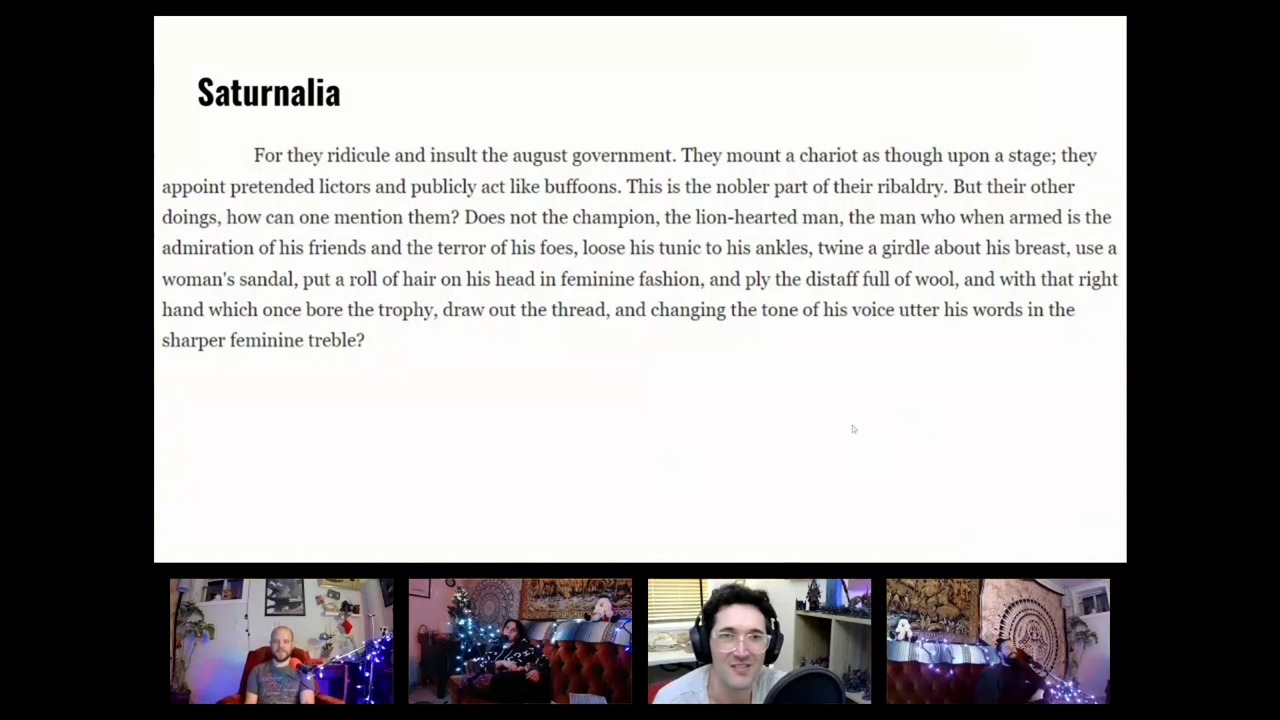 Saturnalia
For they ridicule and insult the august government. They mount a chariot as though upon a stage; they
appoint pretended lictors and publicly act like buffoons. This is the nobler part of their ribaldry. But their other
doings, how can one mention them? Does not the champion, the lion-hearted man, the man who when armed is the
admiration of his friends and the terror of his foes, loose his tunic to his ankles, twine a girdle about his breast, use a
woman's sandal, put a roll of hair on his head in feminine fashion, and ply the distaff full of wool, and with that right
hand which once bore the trophy, draw out the thread, and changing the tone of his voice utter his words in the
sharper feminine treble?